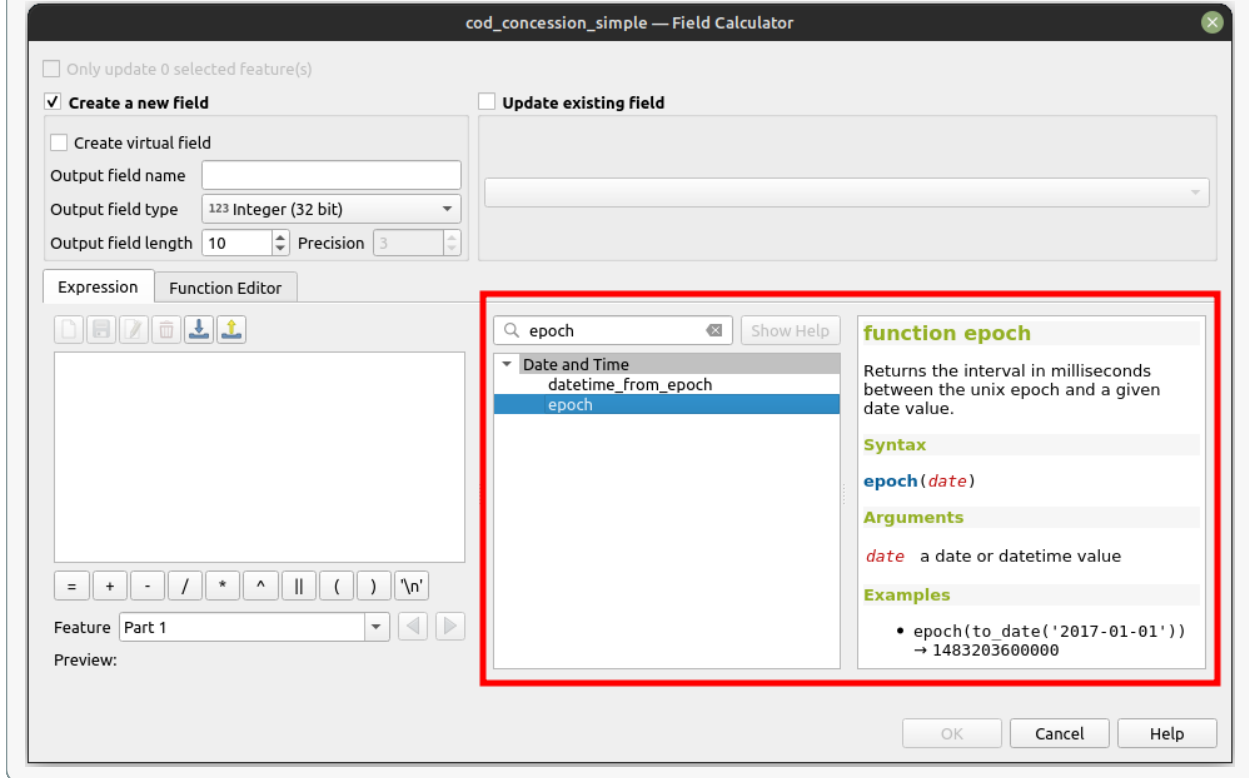 cod_concession_simple — Field Calculator
Only update 0 selected feature(s)
Create a new field
Update existing field
Create virtual field
Output field name
Output field type 123 Integer (32 bit)
Output field length 10 Precision 3
Expression Function Editor
= + - / * ^ || ( ) '\n'
Feature Part 1
Preview:
epoch Show Help
Date and Time
datetime_from_epoch
epoch
function epoch
Returns the interval in milliseconds
between the unix epoch and a given
date value.
Syntax
epoch(date)
Arguments
date a date or datetime value
Examples
• epoch(to_date('2017-01-01'))
→ 1483203600000
OK Cancel Help